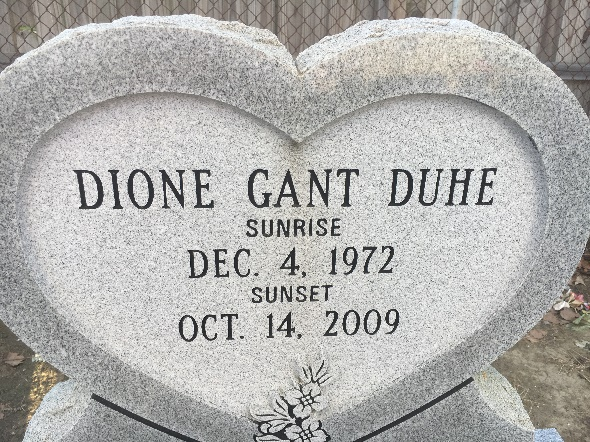 DIONE GANT DUHE
SUNRISE
DEC. 4, 1972
SUNSET
OCT. 14, 2009